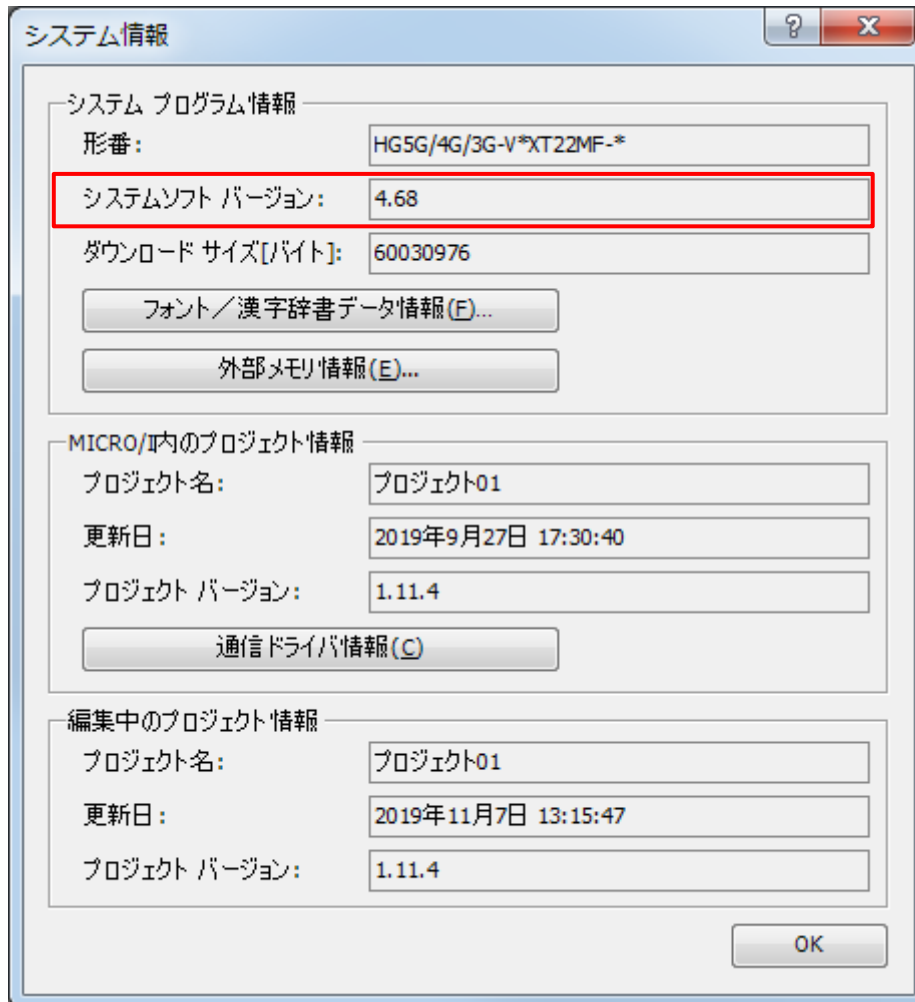 システム情報
システム プログラム情報
形番: HG5G/4G/3G-V*XT22MF-*
システムソフト バージョン: 4.68
ダウンロード サイズ[バイト]: 60030976
フォント/漢字辞書データ情報(F)...
外部メモリ情報(E)...
MICRO/I内のプロジェクト情報
プロジェクト名: プロジェクト01
更新日: 2019年9月27日 17:30:40
プロジェクト バージョン: 1.11.4
通信ドライバ情報(C)
編集中のプロジェクト情報
プロジェクト名: プロジェクト01
更新日: 2019年11月7日 13:15:47
プロジェクト バージョン: 1.11.4
OK